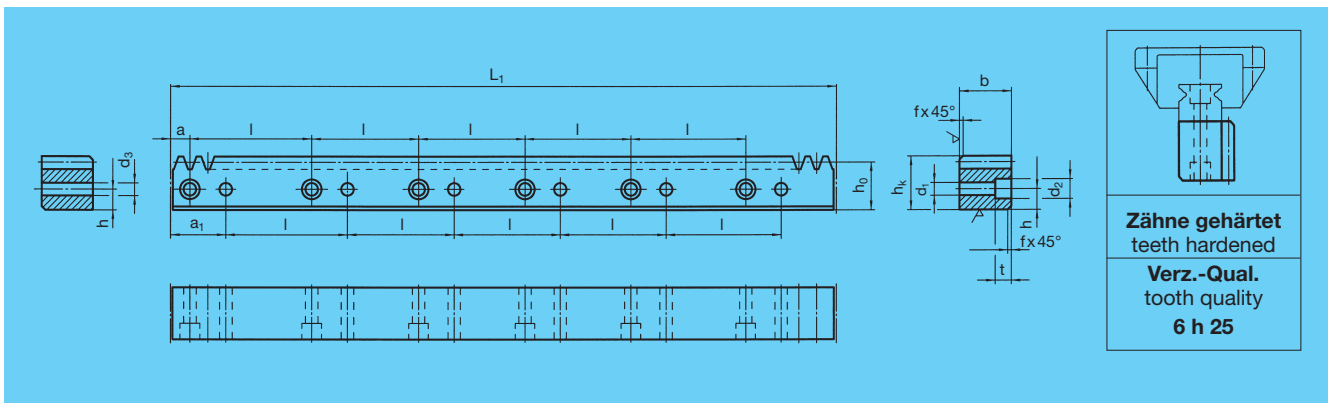 L₁
b
a l l l l l
f x 45°
d₃
h
h₀
hₖ
d₁
d₂
h
a₁ l l l l l
f x 45°
t
Zähne gehärtet
teeth hardened
Verz.-Qual.
tooth quality
6 h 25